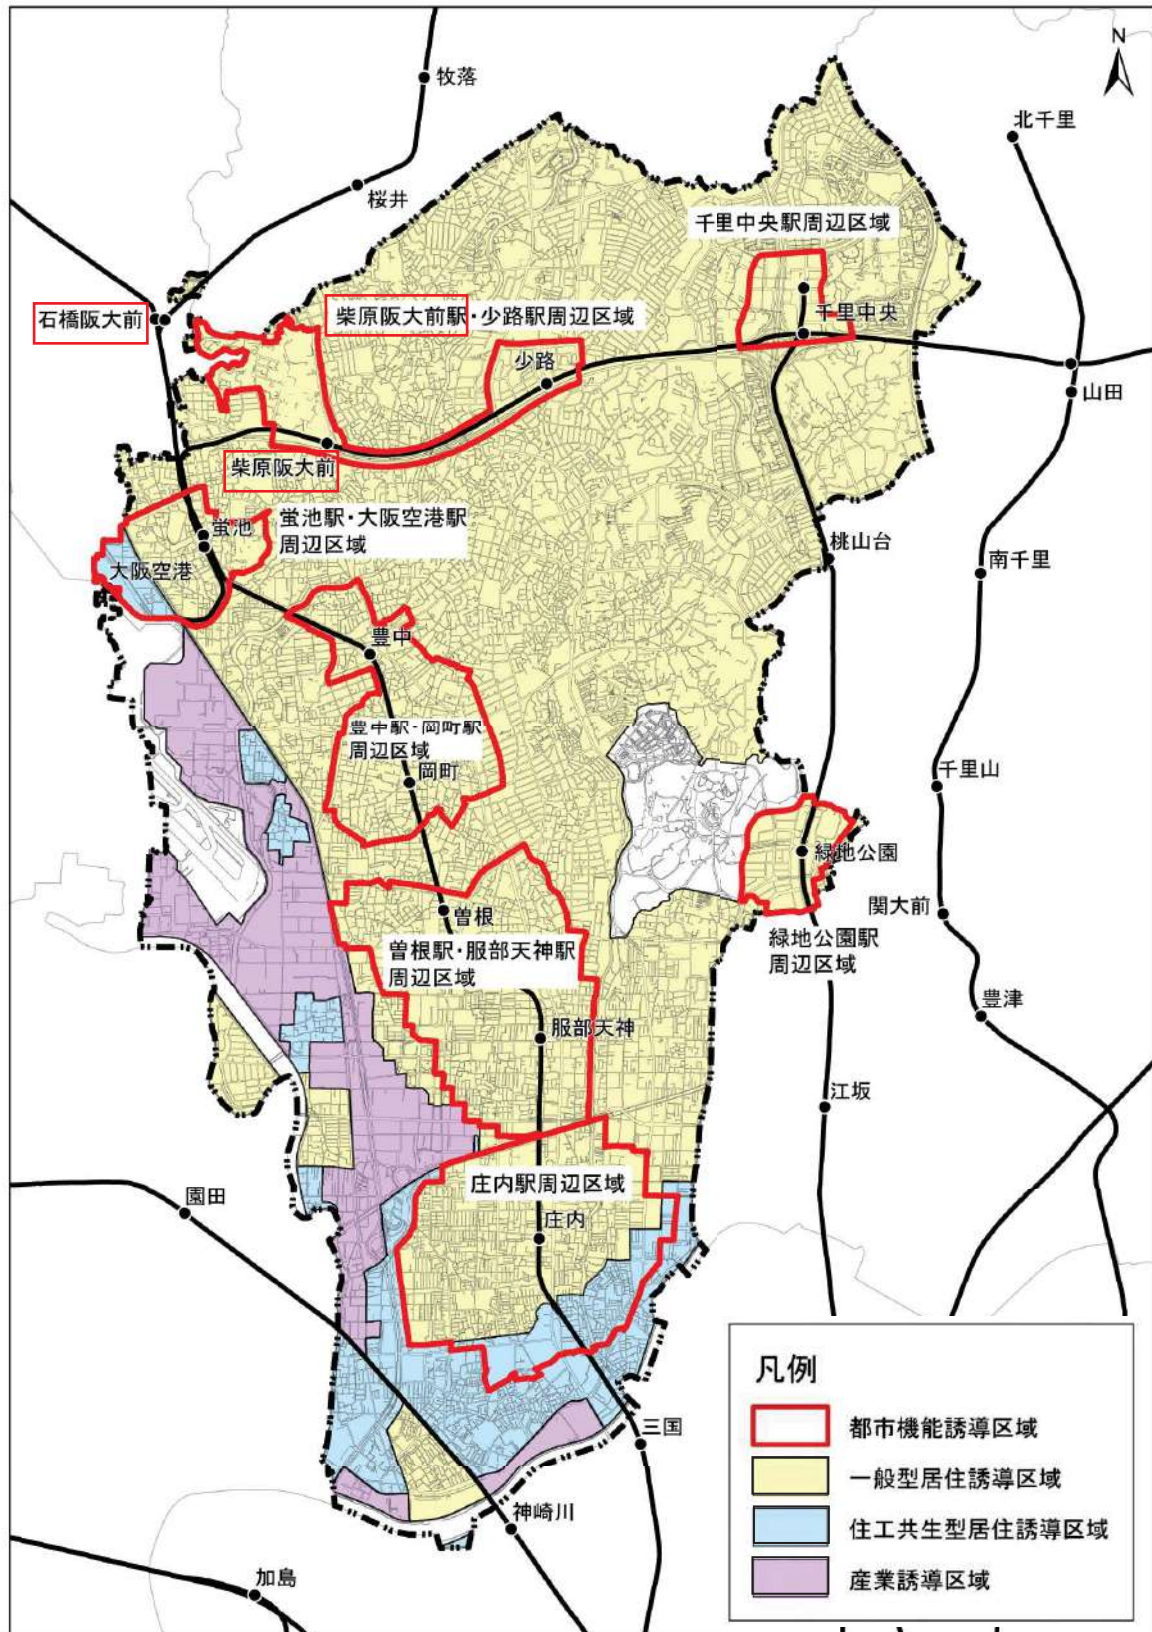 N
牧落
北千里
桜井
千里中央駅周辺区域
石橋阪大前
柴原阪大前駅・少路駅周辺区域
千里中央
少路
山田
柴原阪大前
蛍池駅・大阪空港駅
周辺区域
蛍池
桃山台
南千里
大阪空港
豊中
豊中駅・岡町駅
周辺区域
岡町
千里山
緑地公園
関大前
曽根
緑地公園駅
周辺区域
曽根駅・服部天神駅
周辺区域
豊津
服部天神
江坂
庄内駅周辺区域
園田
庄内
凡例
都市機能誘導区域
三国
一般型居住誘導区域
神崎川
住工共生型居住誘導区域
加島
産業誘導区域